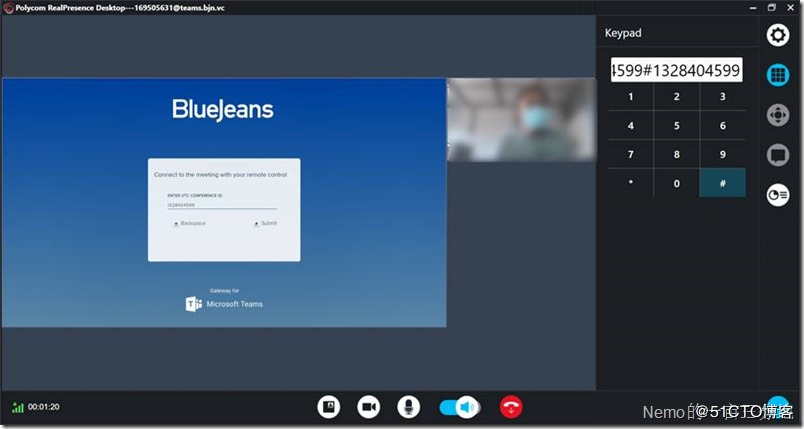 Polycom RealPresence Desktop---169505631@teams.bjn.vc
Keypad
4599#1328404599
1 2 3
4 5 6
7 8 9
* 0 #
BlueJeans
Connect to the meeting with your remote control
ENTER VTC CONFERENCE ID
1328404599
Backspace
Submit
Gateway for
Microsoft Teams
00:01:20
Nemo的
@51CTO博客